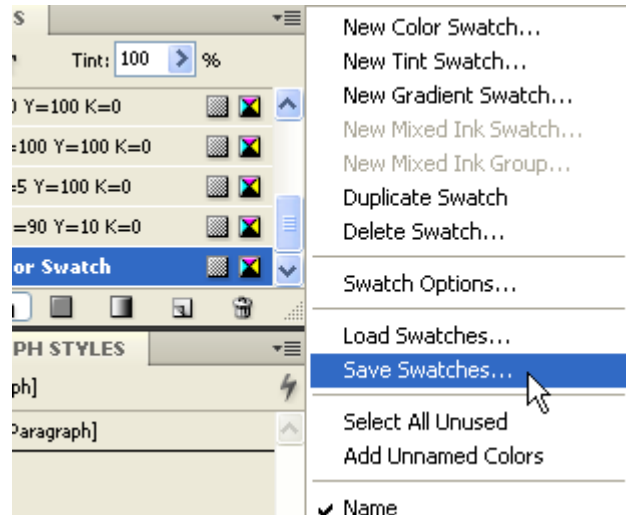 S
Tint: 100 %
0 Y=100 K=0
=100 Y=100 K=0
=5 Y=100 K=0
=90 Y=10 K=0
or Swatch
PH STYLES
ph]
Paragraph]
New Color Swatch...
New Tint Swatch...
New Gradient Swatch...
New Mixed Ink Swatch...
New Mixed Ink Group...
Duplicate Swatch
Delete Swatch...
Swatch Options...
Load Swatches...
Save Swatches...
Select All Unused
Add Unnamed Colors
Name